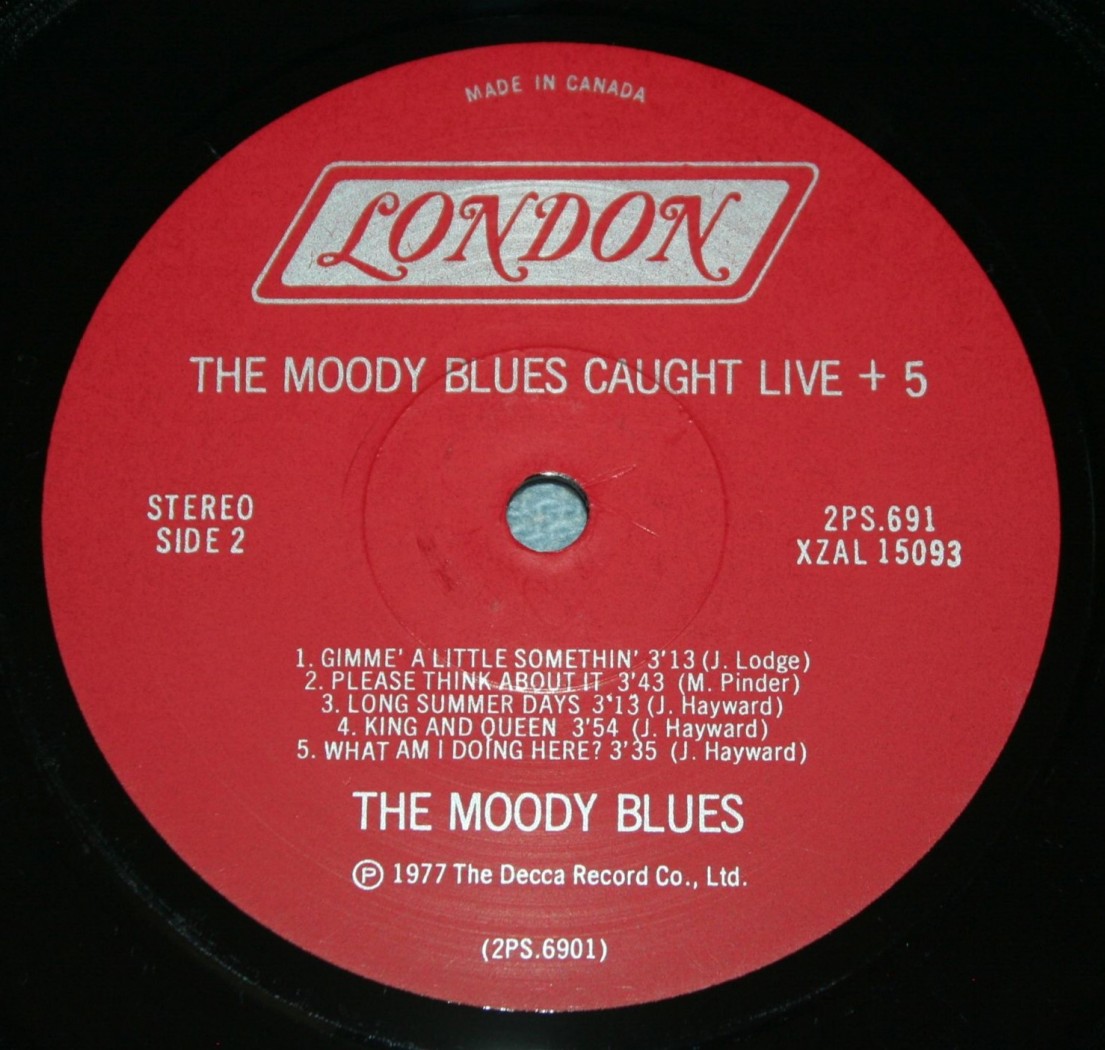 MADE IN CANADA
LONDON
THE MOODY BLUES CAUGHT LIVE + 5
STEREO
SIDE 2
2PS.691
XZAL 15093
1. GIMME' A LITTLE SOMETHIN' 3'13 (J. Lodge)
2. PLEASE THINK ABOUT IT 3'43 (M. Pinder)
3. LONG SUMMER DAYS 3'13 (J. Hayward)
4. KING AND QUEEN 3'54 (J. Hayward)
5. WHAT AM I DOING HERE? 3'35 (J. Hayward)
THE MOODY BLUES
Ⓟ 1977 The Decca Record Co., Ltd.
(2PS.6901)